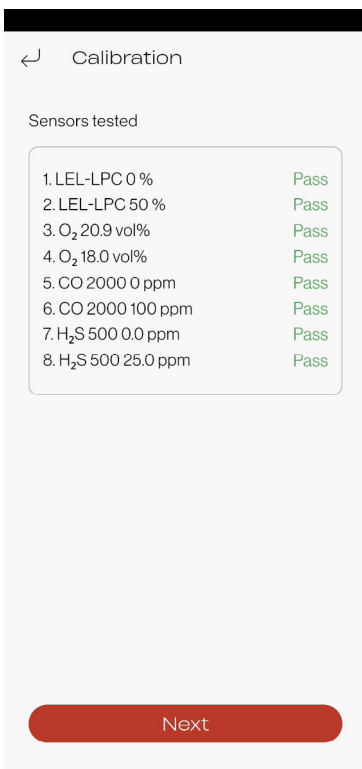 Calibration
Sensors tested
1. LEL-LPC 0 % Pass
2. LEL-LPC 50 % Pass
3. O₂ 20.9 vol% Pass
4. O₂ 18.0 vol% Pass
5. CO 2000 0 ppm Pass
6. CO 2000 100 ppm Pass
7. H₂S 500 0.0 ppm Pass
8. H₂S 500 25.0 ppm Pass
Next